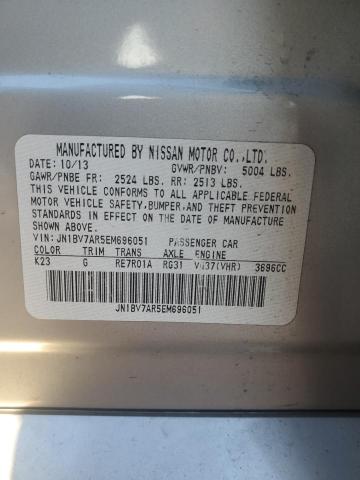 MANUFACTURED BY NISSAN MOTOR CO.,LTD.
DATE: 10/13 GVWR/PNBV: 5004 LBS.
GAWR/PNBE FR: 2524 LBS. RR: 2513 LBS.
THIS VEHICLE CONFORMS TO ALL APPLICABLE FEDERAL
MOTOR VEHICLE SAFETY,BUMPER,AND THEFT PREVENTION
STANDARDS IN EFFECT ON THE DATE OF MANUFACTURE
SHOWN ABOVE.
VIN: JN1BV7AR5EM696051 PASSENGER CAR
COLOR TRIM TRANS AXLE ENGINE
K23 G RE7R01A RG31 VQ37(VHR) 3696CC
JN1BV7AR5EM696051